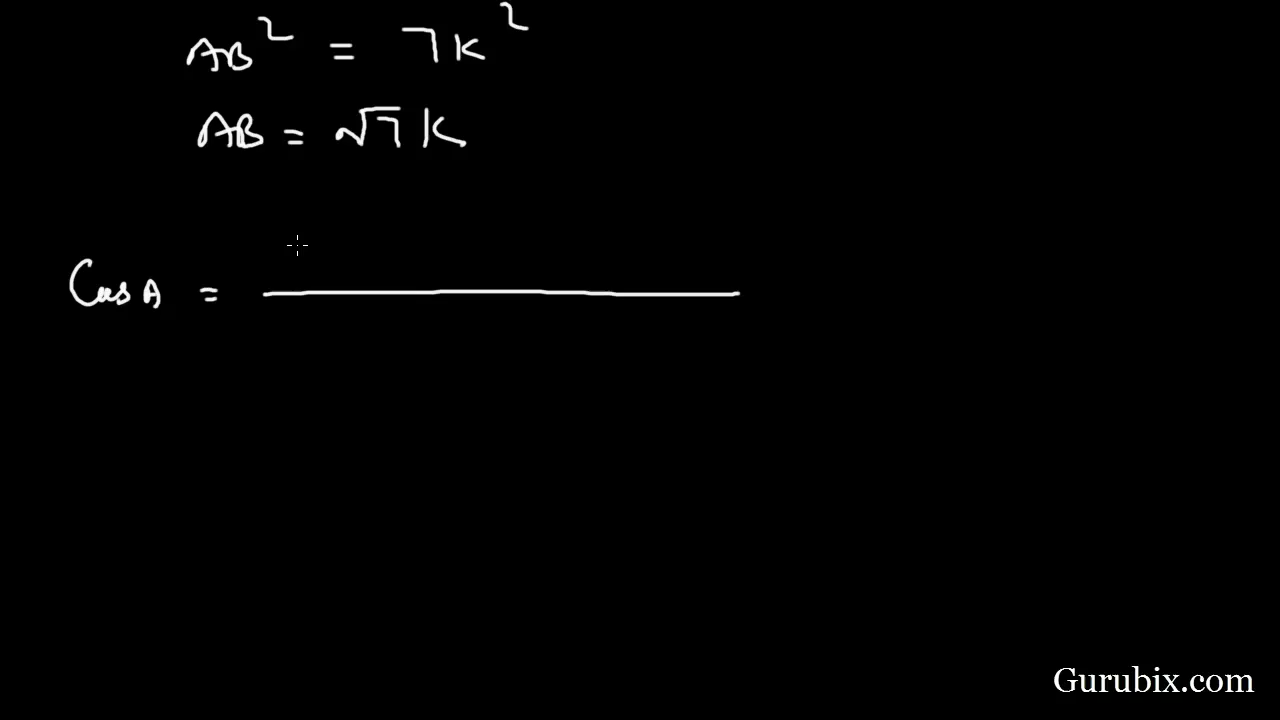 AB² = 7K²
AB = √7 K
Cos A =
Gurubix.com